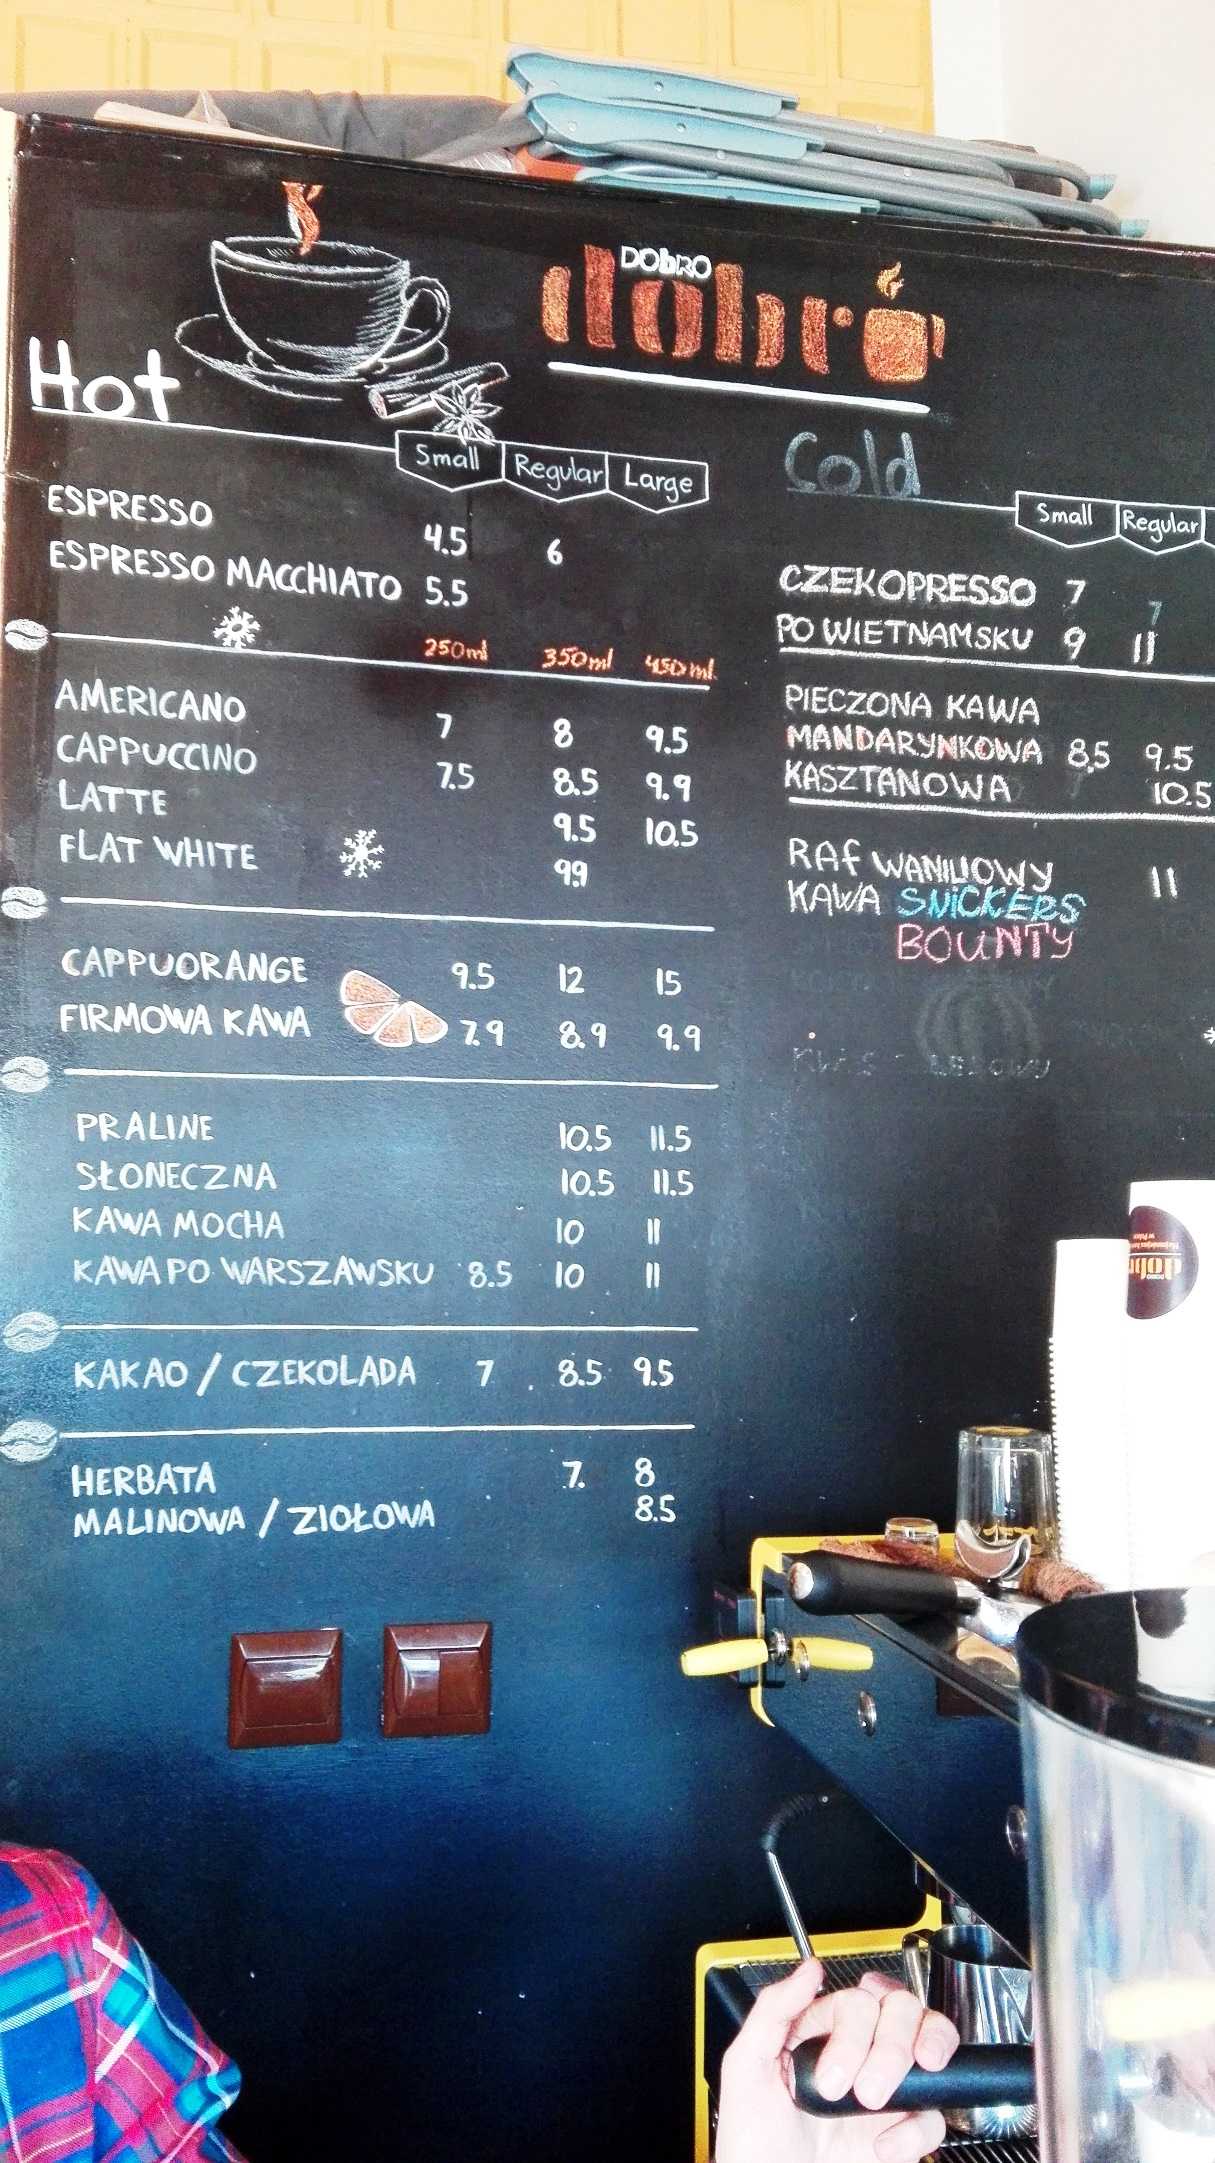 DOBRO
dobro
Hot
Small Regular Large
ESPRESSO 4.5 6
ESPRESSO MACCHIATO 5.5
250ml 350ml 450ml
AMERICANO 7 8 9.5
CAPPUCCINO 7.5 8.5 9.9
LATTE 9.5 10.5
FLAT WHITE 9.9
CAPPUORANGE 9.5 12 15
FIRMOWA KAWA 7.9 8.9 9.9
PRALINE 10.5 11.5
SŁONECZNA 10.5 11.5
KAWA MOCHA 10 11
KAWA PO WARSZAWSKU 8.5 10 11
KAKAO / CZEKOLADA 7 8.5 9.5
HERBATA 7. 8
MALINOWA / ZIOŁOWA 8.5
Cold
Small Regular
CZEKOPRESSO 7 7
PO WIETNAMSKU 9 11
PIECZONA KAWA
MANDARYNKOWA 8.5 9.5
KASZTANOWA 10.5
RAF WANILIOWY 11
KAWA SNICKERS
BOUNTY
dobr